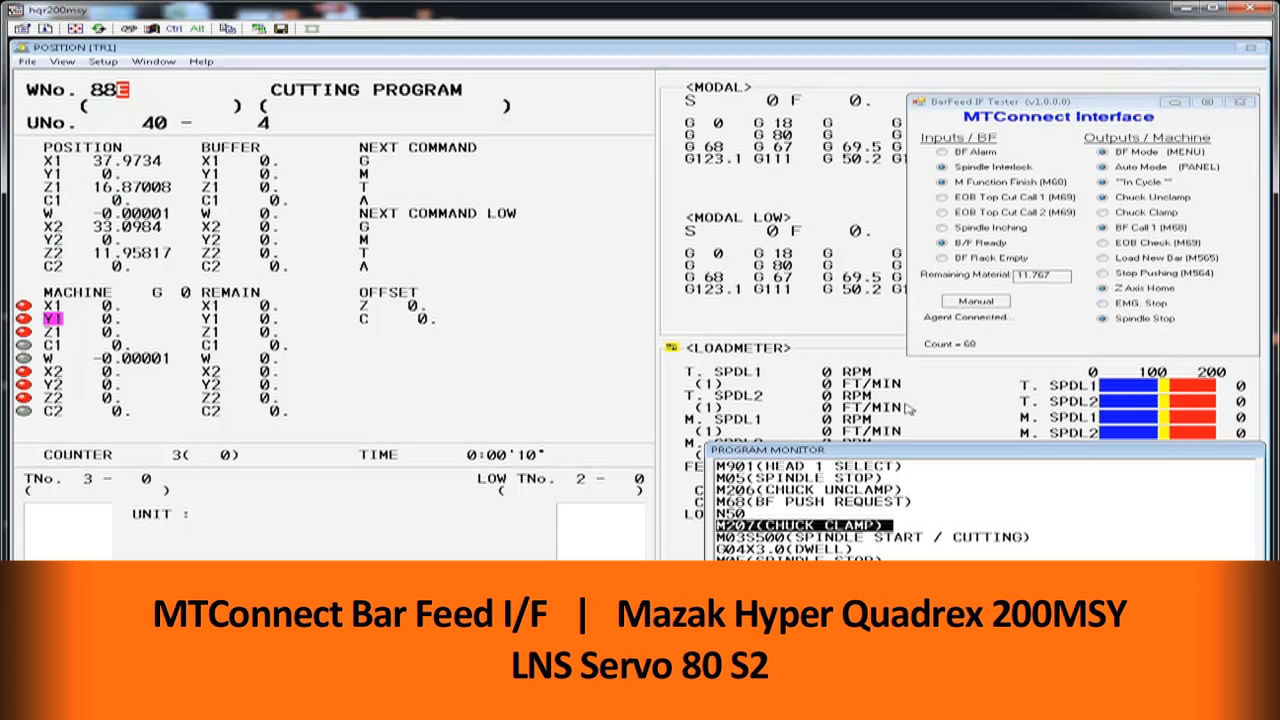 hqr200msy
Ctrl Alt
POSITION [TR1]
File View Setup Window Help
WNo. 88E CUTTING PROGRAM
( ) ( )
UNo. 40 - 4
POSITION BUFFER NEXT COMMAND
X1 37.9734 X1 0. G
Y1 0. Y1 0. M
Z1 16.87008 Z1 0. T
C1 0. C1 0. A
W -0.00001 W 0. NEXT COMMAND LOW
X2 33.0984 X2 0. G
Y2 0. Y2 0. M
Z2 11.95817 Z2 0. T
C2 0. C2 0. A
MACHINE G 0 REMAIN OFFSET
X1 0. X1 0. Z 0.
Y1 0. Y1 0. C 0.
Z1 0. Z1 0.
C1 0. C1 0.
W -0.00001 W 0.
X2 0. X2 0.
Y2 0. Y2 0.
Z2 0. Z2 0.
C2 0. C2 0.
COUNTER 3( 0) TIME 0:00'10"
TNo. 3 - 0 LOW TNo. 2 - 0
( ) ( )
UNIT :
<MODAL>
S 0 F 0.
G 0 G 18 G G
G 80 G G
G 68 G 67 G 69.5 G
G123.1 G111 G 50.2 G1
<MODAL LOW>
S 0 F 0.
G 0 G 18 G G
G 80 G G
G 68 G 67 G 69.5 G
G123.1 G111 G 50.2 G1
BarFeed IF Tester (v1.0.0.0)
MTConnect Interface
Inputs / BF Outputs / Machine
BF Alarm BF Mode (MENU)
Spindle Interlock Auto Mode (PANEL)
M Function Finish (M60) ""In Cycle ""
EOB Top Cut Call 1 (M69) Chuck Unclamp
EOB Top Cut Call 2 (M69) Chuck Clamp
Spindle Inching BF Call 1 (M68)
B/F Ready EOB Check (M69)
BF Rack Empty Load New Bar (M565)
Remaining Material: 11.767 Stop Pushing (M564)
Z Axis Home
Manual EMG. Stop
Agent Connected... Spindle Stop
Count = 60
<LOADMETER>
T. SPDL1 0 RPM 0 100 200
(1) 0 FT/MIN T. SPDL1 0
T. SPDL2 0 RPM T. SPDL2 0
(1) 0 FT/MIN M. SPDL1 0
M. SPDL1 0 RPM M. SPDL2 0
(1) 0 FT/MIN
M.
FE
C
C
LO
PROGRAM MONITOR
M901(HEAD 1 SELECT)
M05(SPINDLE STOP)
M206(CHUCK UNCLAMP)
M68(BF PUSH REQUEST)
N50
M207(CHUCK CLAMP)
M03S500(SPINDLE START / CUTTING)
G04X3.0(DWELL)
M05(SPINDLE STOP)
MTConnect Bar Feed I/F | Mazak Hyper Quadrex 200MSY
LNS Servo 80 S2